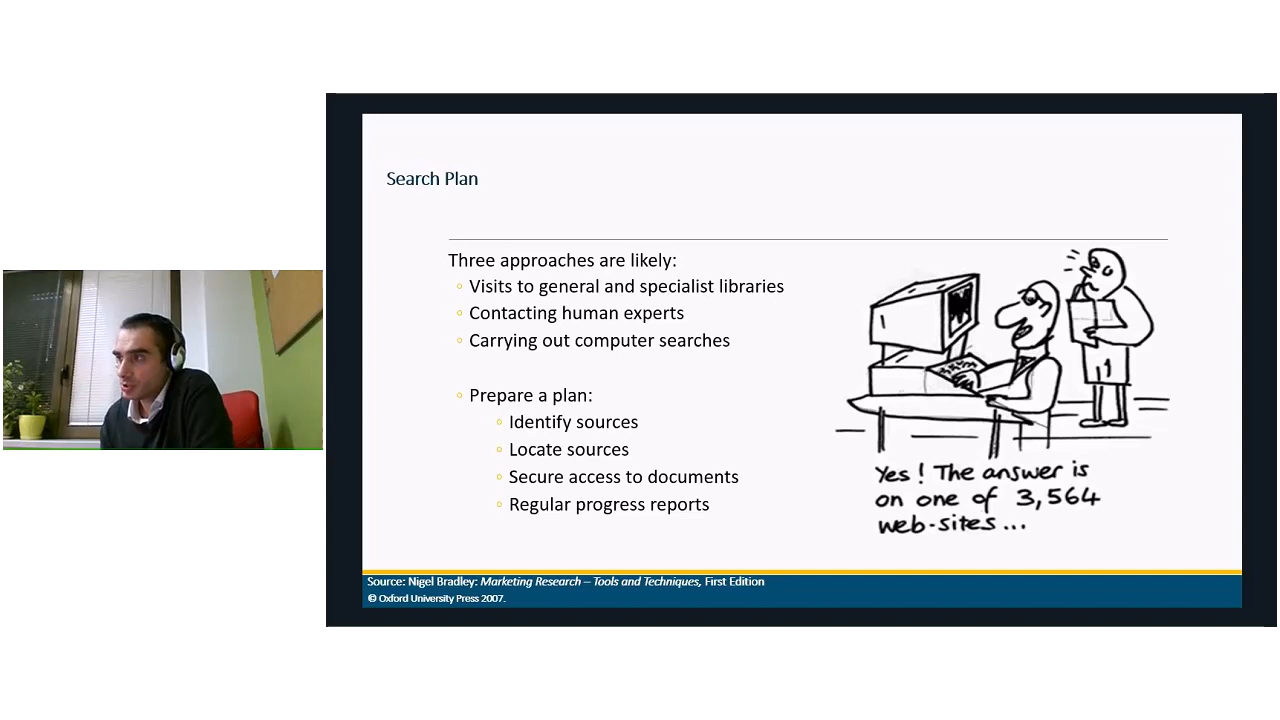 Search Plan
Three approaches are likely:
◦ Visits to general and specialist libraries
◦ Contacting human experts
◦ Carrying out computer searches
◦ Prepare a plan:
◦ Identify sources
◦ Locate sources
◦ Secure access to documents
◦ Regular progress reports
Yes! The answer is
on one of 3,564
web-sites...
Source: Nigel Bradley: Marketing Research – Tools and Techniques, First Edition
© Oxford University Press 2007.